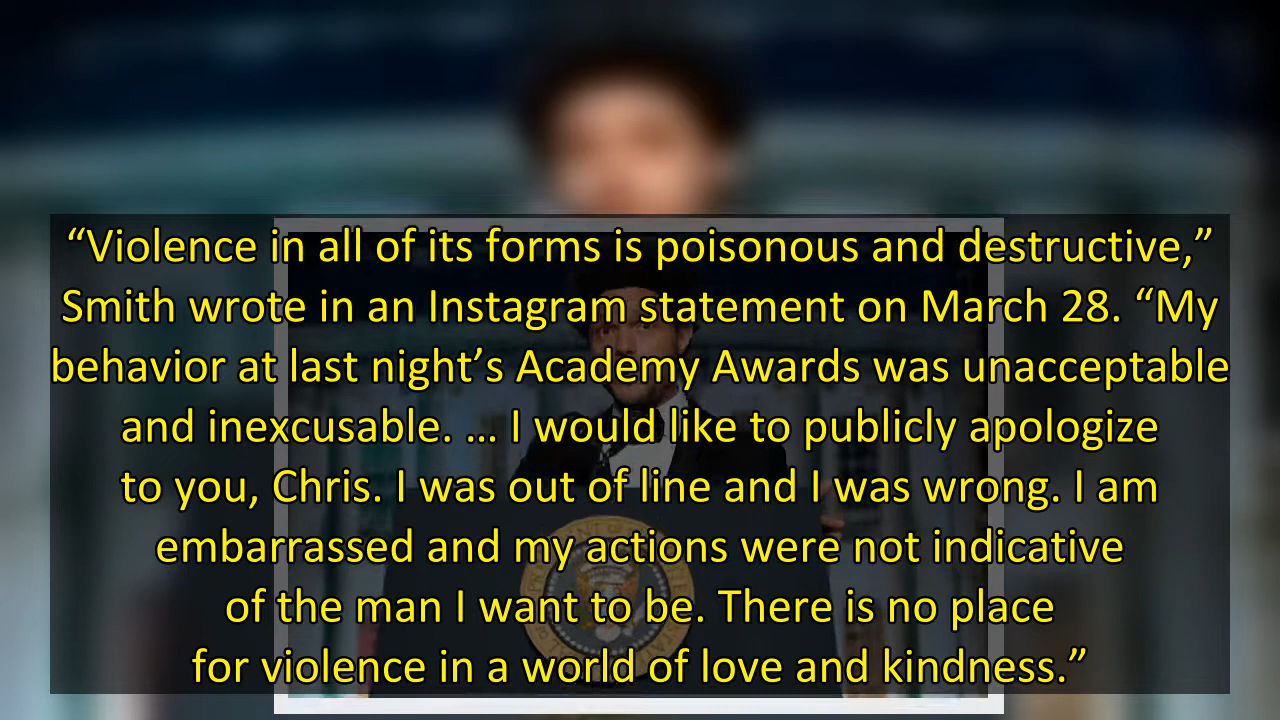 “Violence in all of its forms is poisonous and destructive,”
Smith wrote in an Instagram statement on March 28. “My
behavior at last night’s Academy Awards was unacceptable
and inexcusable. … I would like to publicly apologize
to you, Chris. I was out of line and I was wrong. I am
embarrassed and my actions were not indicative
of the man I want to be. There is no place
for violence in a world of love and kindness.”